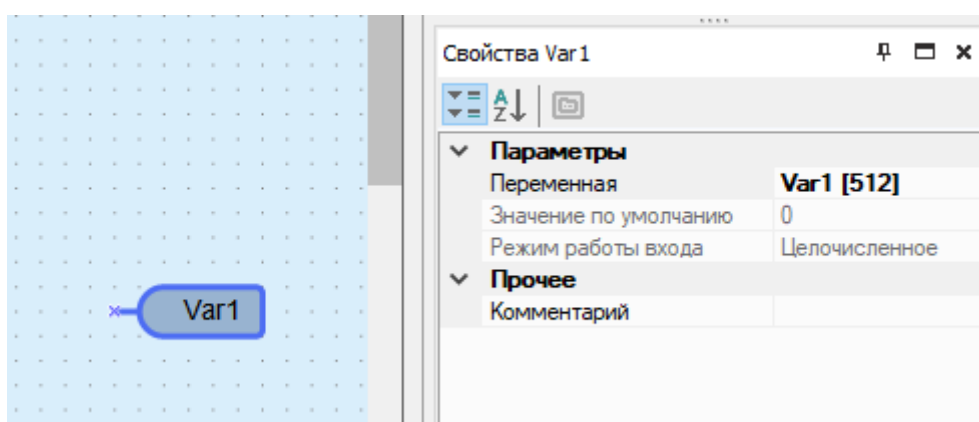 Свойства Var1
Параметры
Переменная Var1 [512]
Значение по умолчанию 0
Режим работы входа Целочисленное
Прочее
Комментарий
Var1